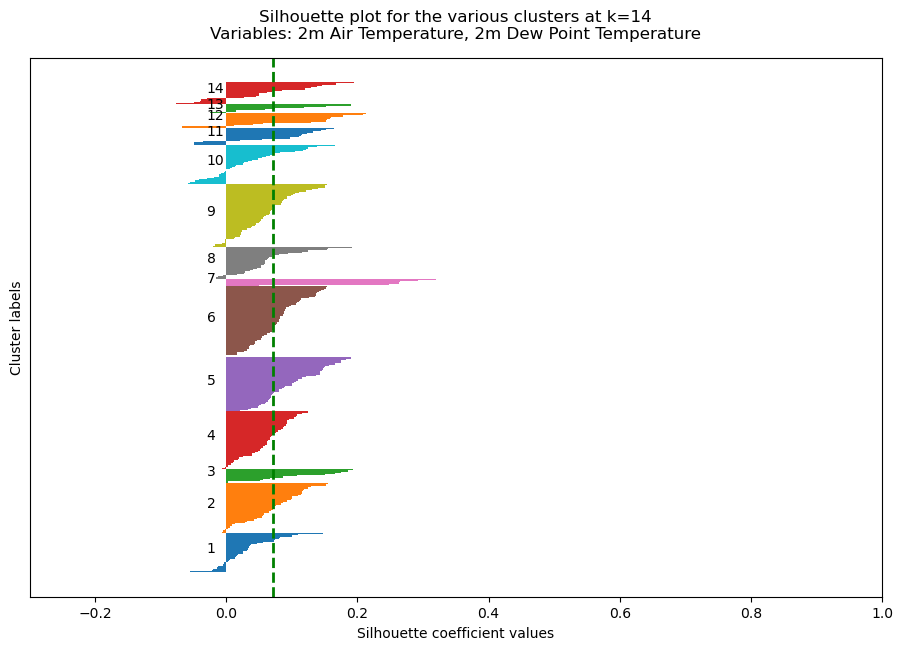 Silhouette plot for the various clusters at k=14
Variables: 2m Air Temperature, 2m Dew Point Temperature
14
13
12
11
10
9
8
7
6
5
4
3
2
1
Cluster labels
−0.2 0.0 0.2 0.4 0.6 0.8 1.0
Silhouette coefficient values